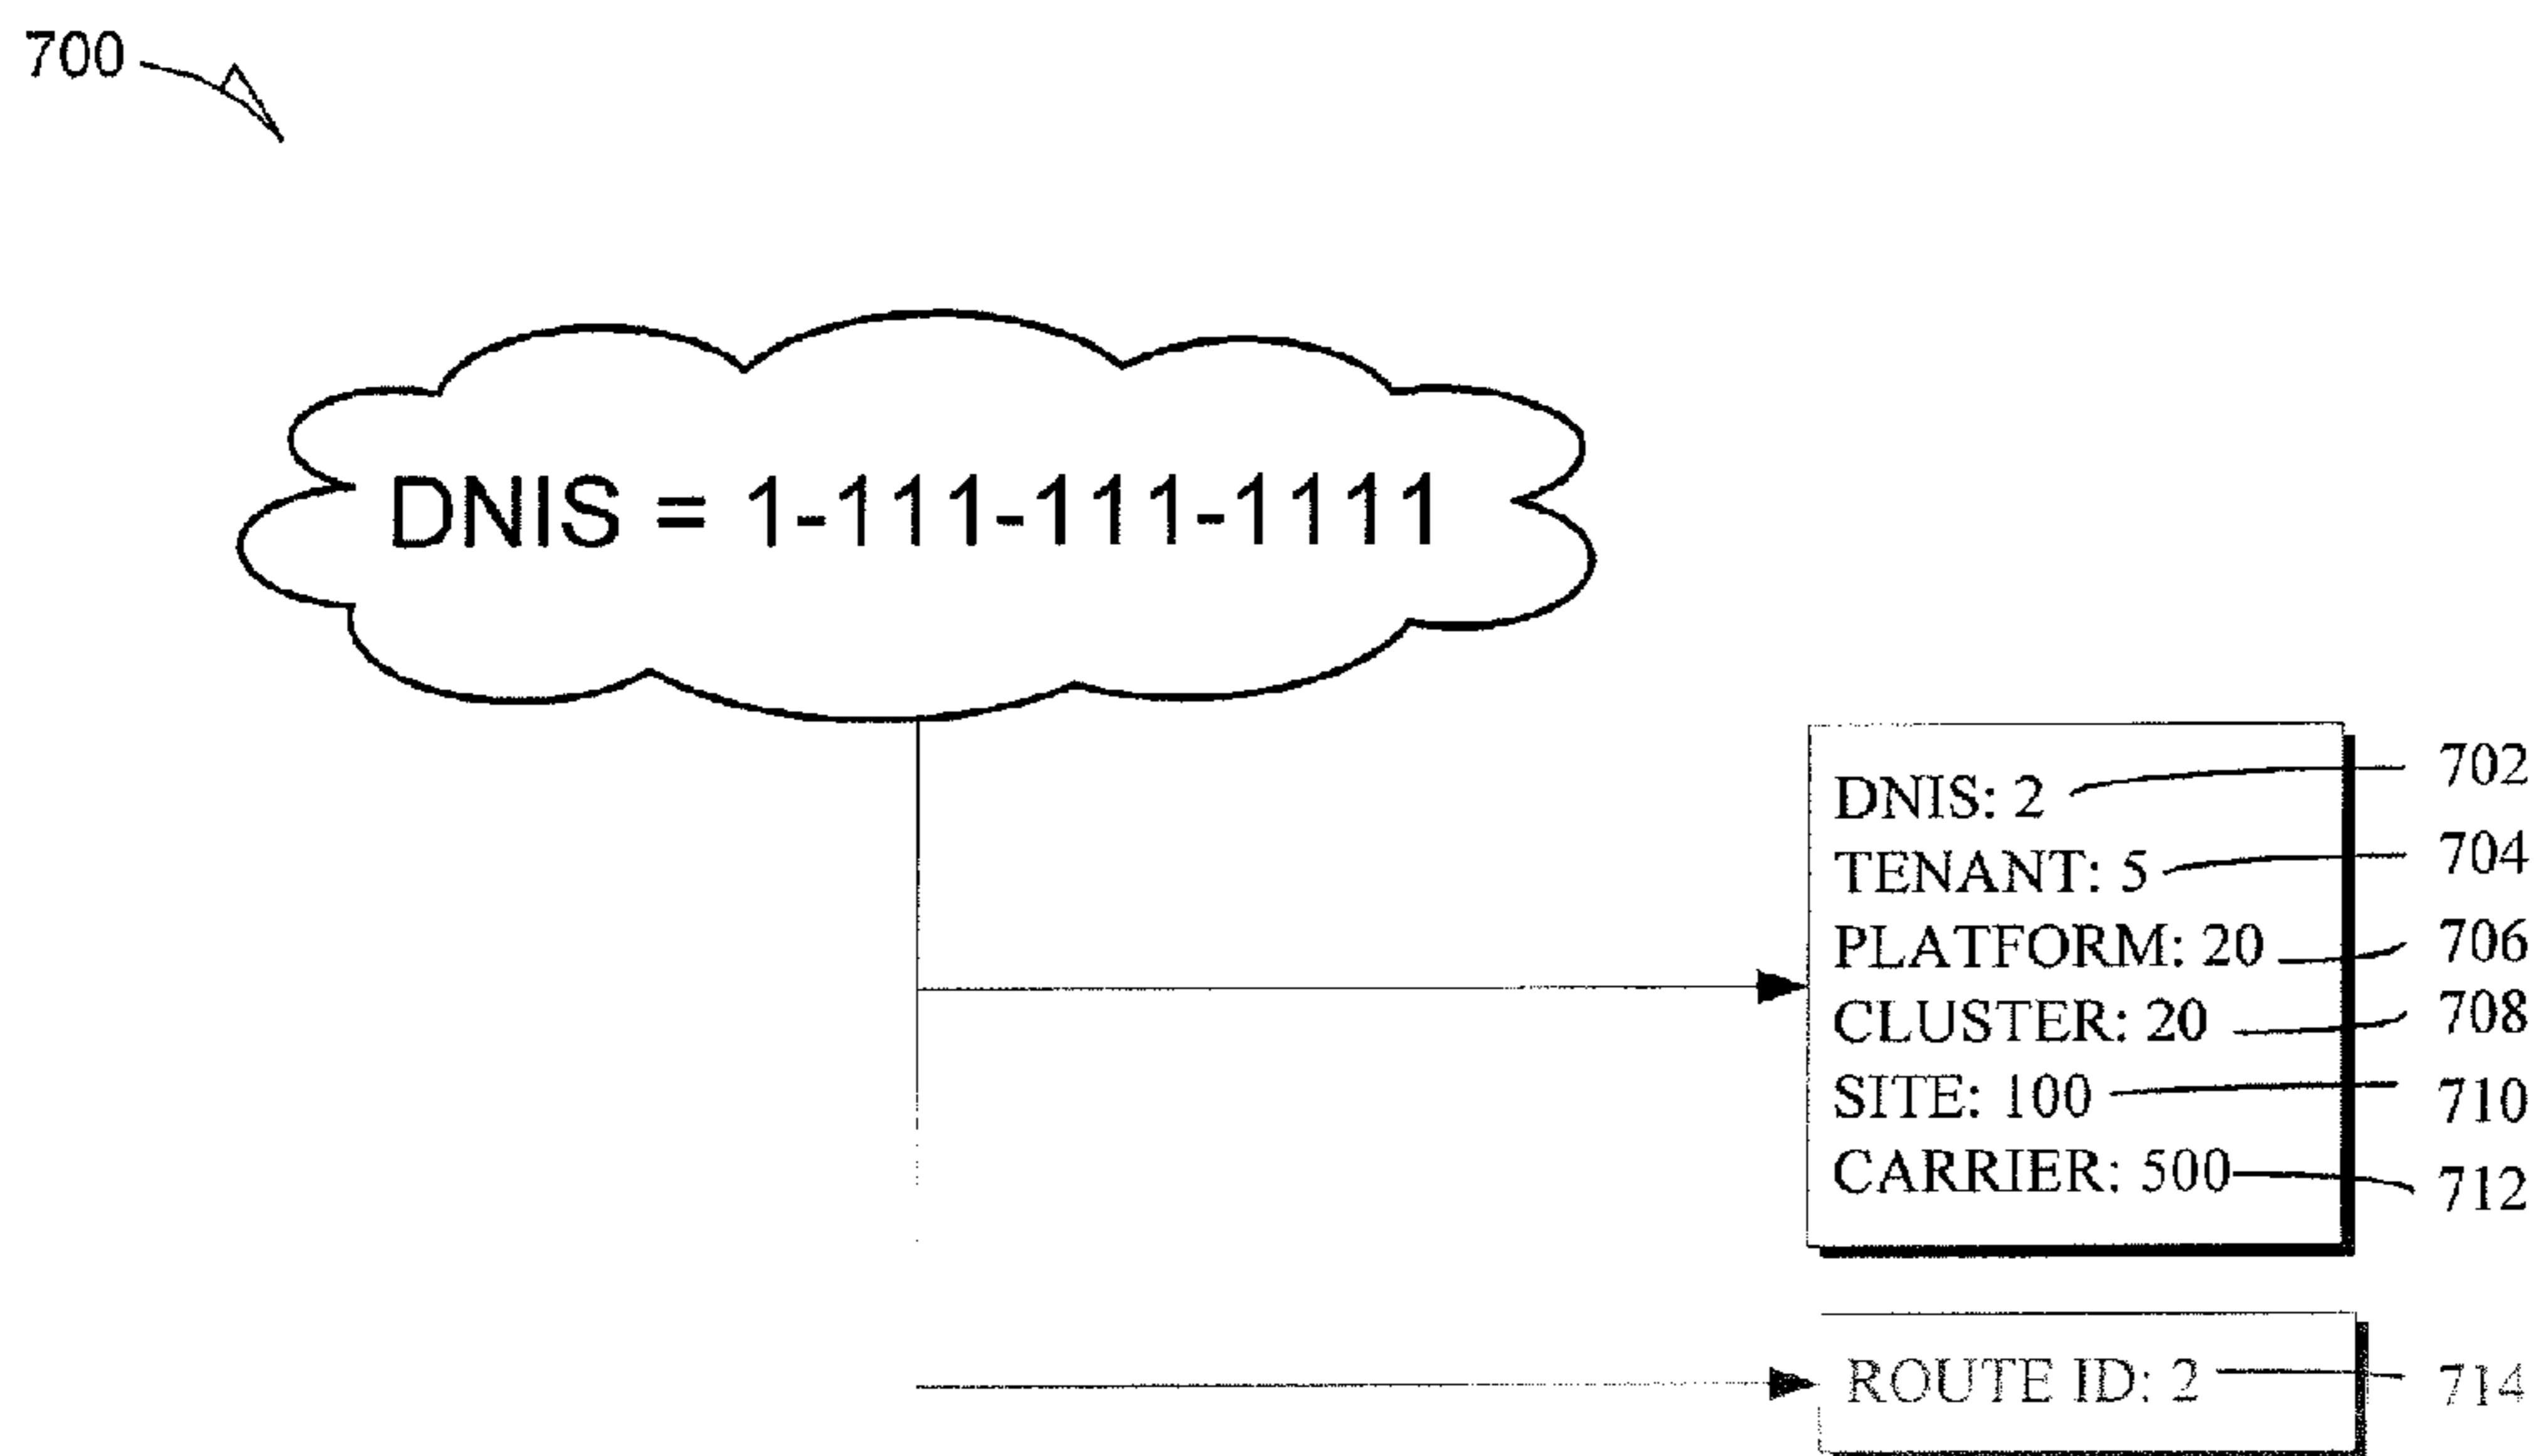 700
DNIS = 1-111-111-1111
DNIS: 2 702
TENANT: 5 704
PLATFORM: 20 706
CLUSTER: 20 708
SITE: 100 710
CARRIER: 500 712
ROUTE ID: 2 714